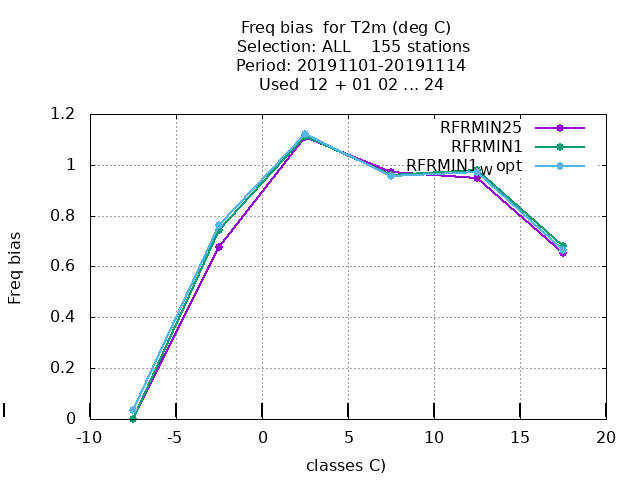 Freq bias for T2m (deg C)
Selection: ALL 155 stations
Period: 20191101-20191114
Used 12 + 01 02 ... 24
1.2
1
0.8
0.6
0.4
0.2
0
Freq bias
RFRMIN25
RFRMIN1
RFRMIN1w opt
-10 -5 0 5 10 15 20
classes C)